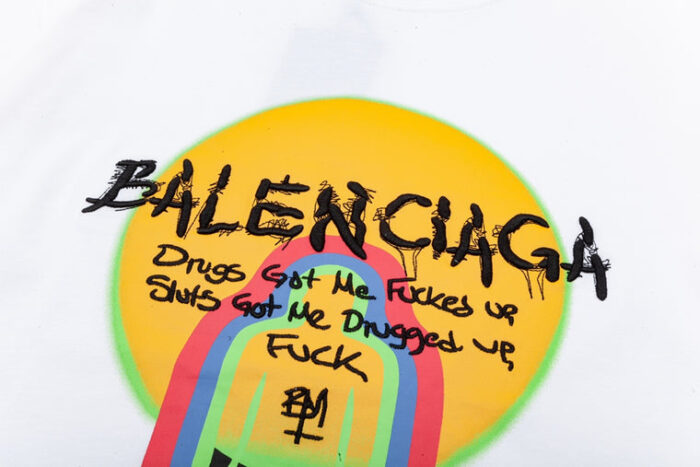 BALENCIAGA
Drugs Got Me Fucked up,
Sluts Got Me Drugged up,
FUCK